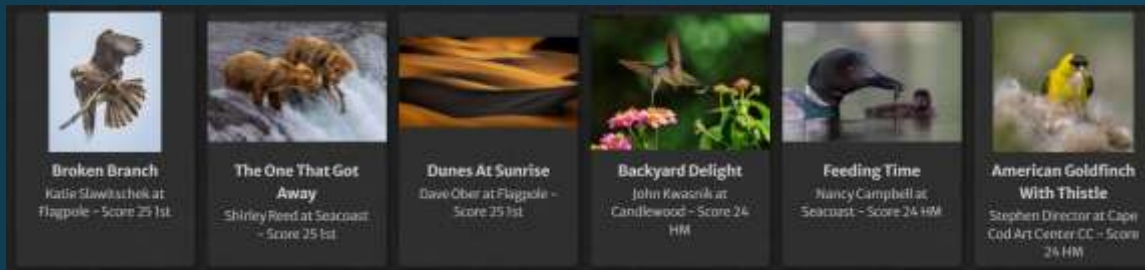 Broken Branch
Katie Slawitschek at
Flagpole - Score 25 1st
The One That Got
Away
Shirley Reed at Seacoast
- Score 25 1st
Dunes At Sunrise
Dave Ober at Flagpole -
Score 25 1st
Backyard Delight
John Kwasnik at
Candlewood - Score 24
HM
Feeding Time
Nancy Campbell at
Seacoast - Score 24 HM
American Goldfinch
With Thistle
Stephen Director at Cape
Cod Art Center CC - Score
24 HM